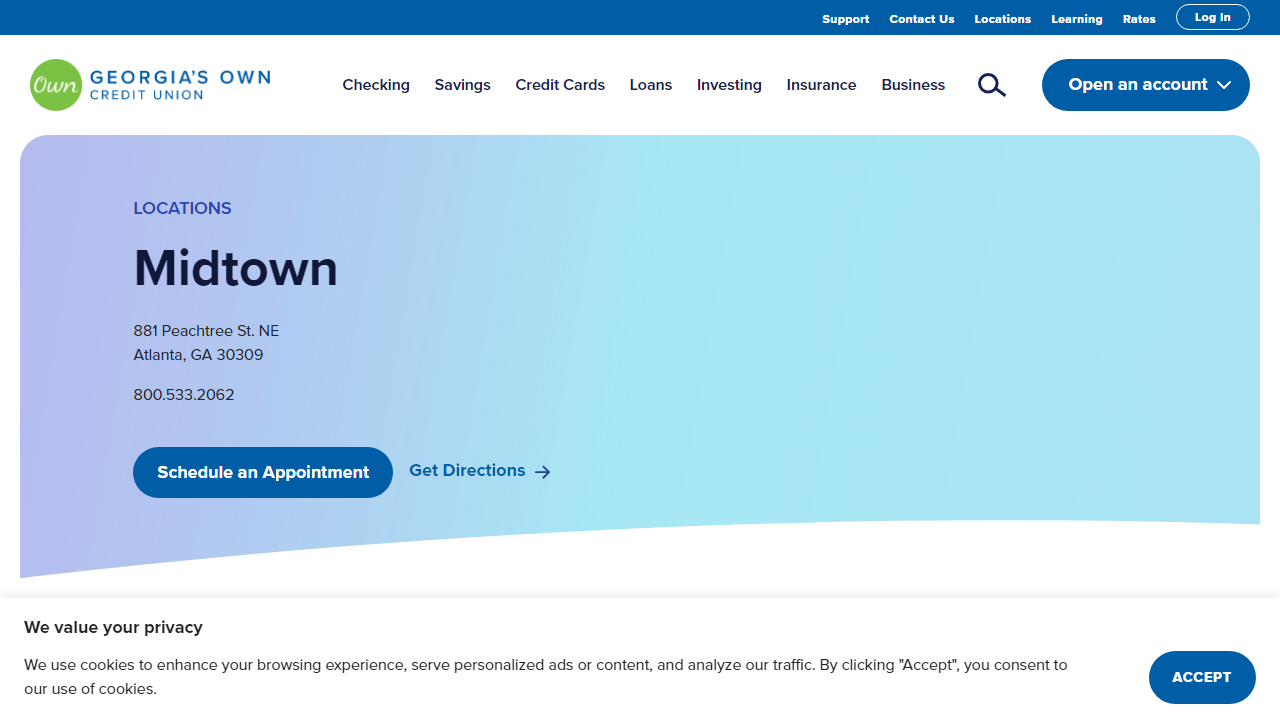 Support Contact Us Locations Learning Rates Log In
Own GEORGIA'S OWN
CREDIT UNION
Checking Savings Credit Cards Loans Investing Insurance Business Open an account
LOCATIONS
Midtown
881 Peachtree St. NE
Atlanta, GA 30309
800.533.2062
Schedule an Appointment Get Directions
We value your privacy
We use cookies to enhance your browsing experience, serve personalized ads or content, and analyze our traffic. By clicking "Accept", you consent to
our use of cookies.
ACCEPT